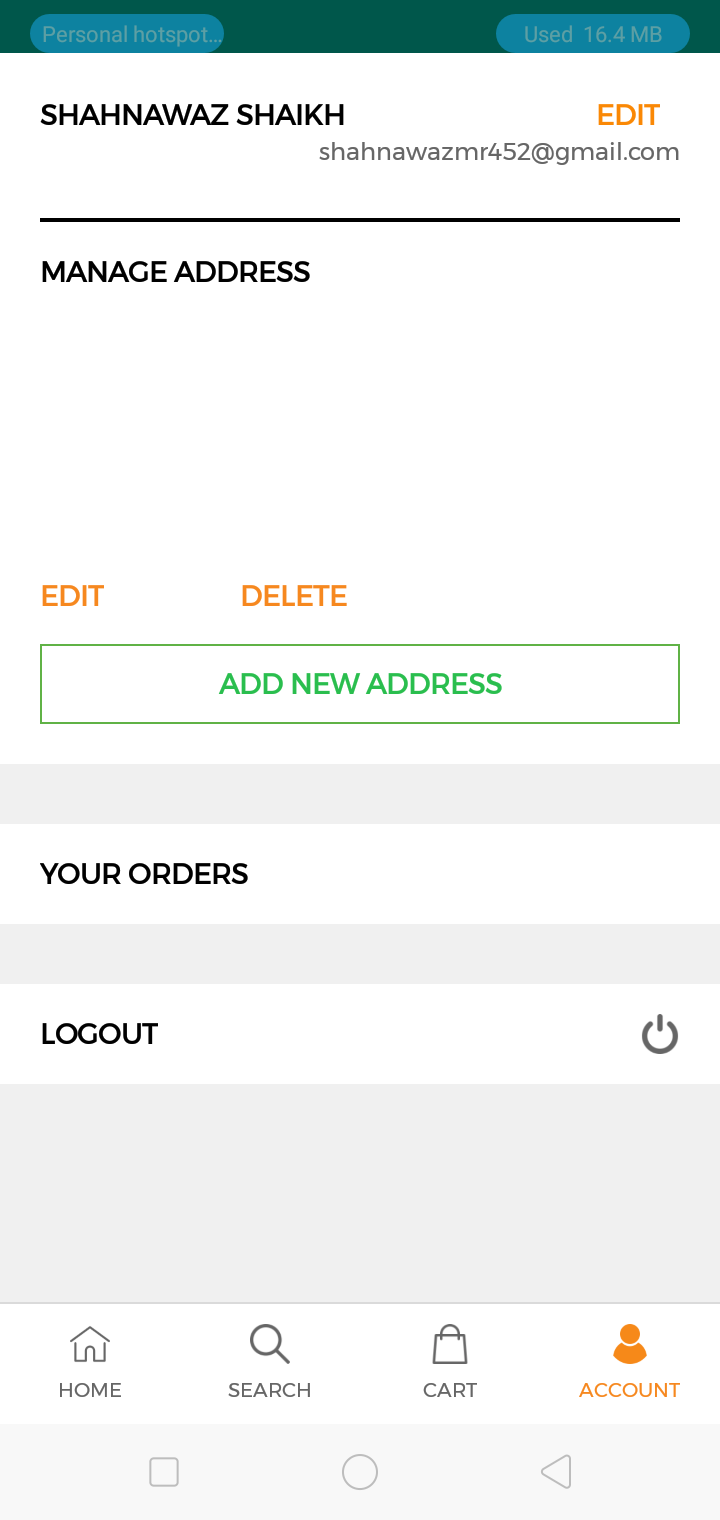 Personal hotspot... Used 16.4 MB
SHAHNAWAZ SHAIKH EDIT
shahnawazmr452@gmail.com
MANAGE ADDRESS
EDIT DELETE
ADD NEW ADDRESS
YOUR ORDERS
LOGOUT
HOME SEARCH CART ACCOUNT